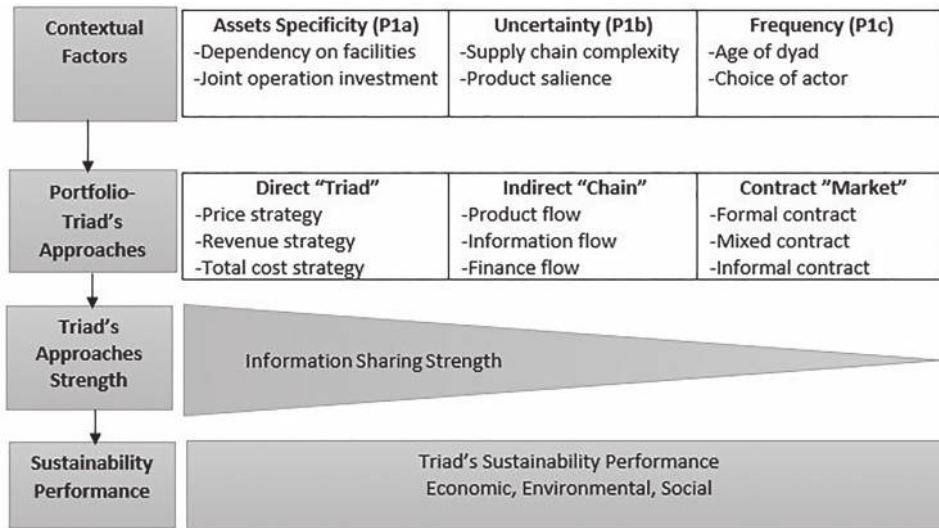 Contextual
Factors
Assets Specificity (P1a)
-Dependency on facilities
-Joint operation investment
Uncertainty (P1b)
-Supply chain complexity
-Product salience
Frequency (P1c)
-Age of dyad
-Choice of actor
Portfolio-
Triad's
Approaches
Direct "Triad"
-Price strategy
-Revenue strategy
-Total cost strategy
Indirect "Chain"
-Product flow
-Information flow
-Finance flow
Contract "Market"
-Formal contract
-Mixed contract
-Informal contract
Triad's
Approaches
Strength
Information Sharing Strength
Sustainability
Performance
Triad's Sustainability Performance
Economic, Environmental, Social